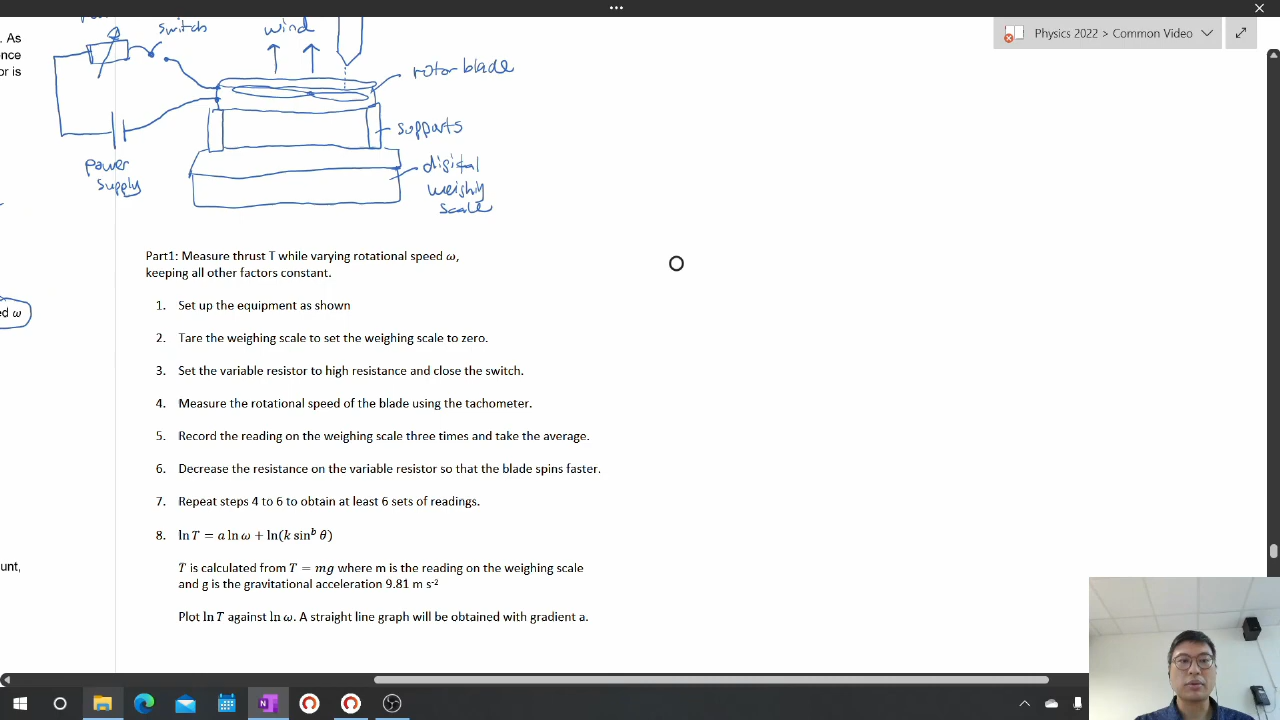 Physics 2022 > Common Video
. As
nce
or is
switch
wind
rotor blade
supports
power
supply
digital
weighing
scale
Part1: Measure thrust T while varying rotational speed ω,
keeping all other factors constant.
ed ω
1. Set up the equipment as shown
2. Tare the weighing scale to set the weighing scale to zero.
3. Set the variable resistor to high resistance and close the switch.
4. Measure the rotational speed of the blade using the tachometer.
5. Record the reading on the weighing scale three times and take the average.
6. Decrease the resistance on the variable resistor so that the blade spins faster.
7. Repeat steps 4 to 6 to obtain at least 6 sets of readings.
8. ln T = a ln ω + ln(k sinᵇ θ)
unt,
T is calculated from T = mg where m is the reading on the weighing scale
and g is the gravitational acceleration 9.81 m s⁻²
Plot ln T against ln ω. A straight line graph will be obtained with gradient a.